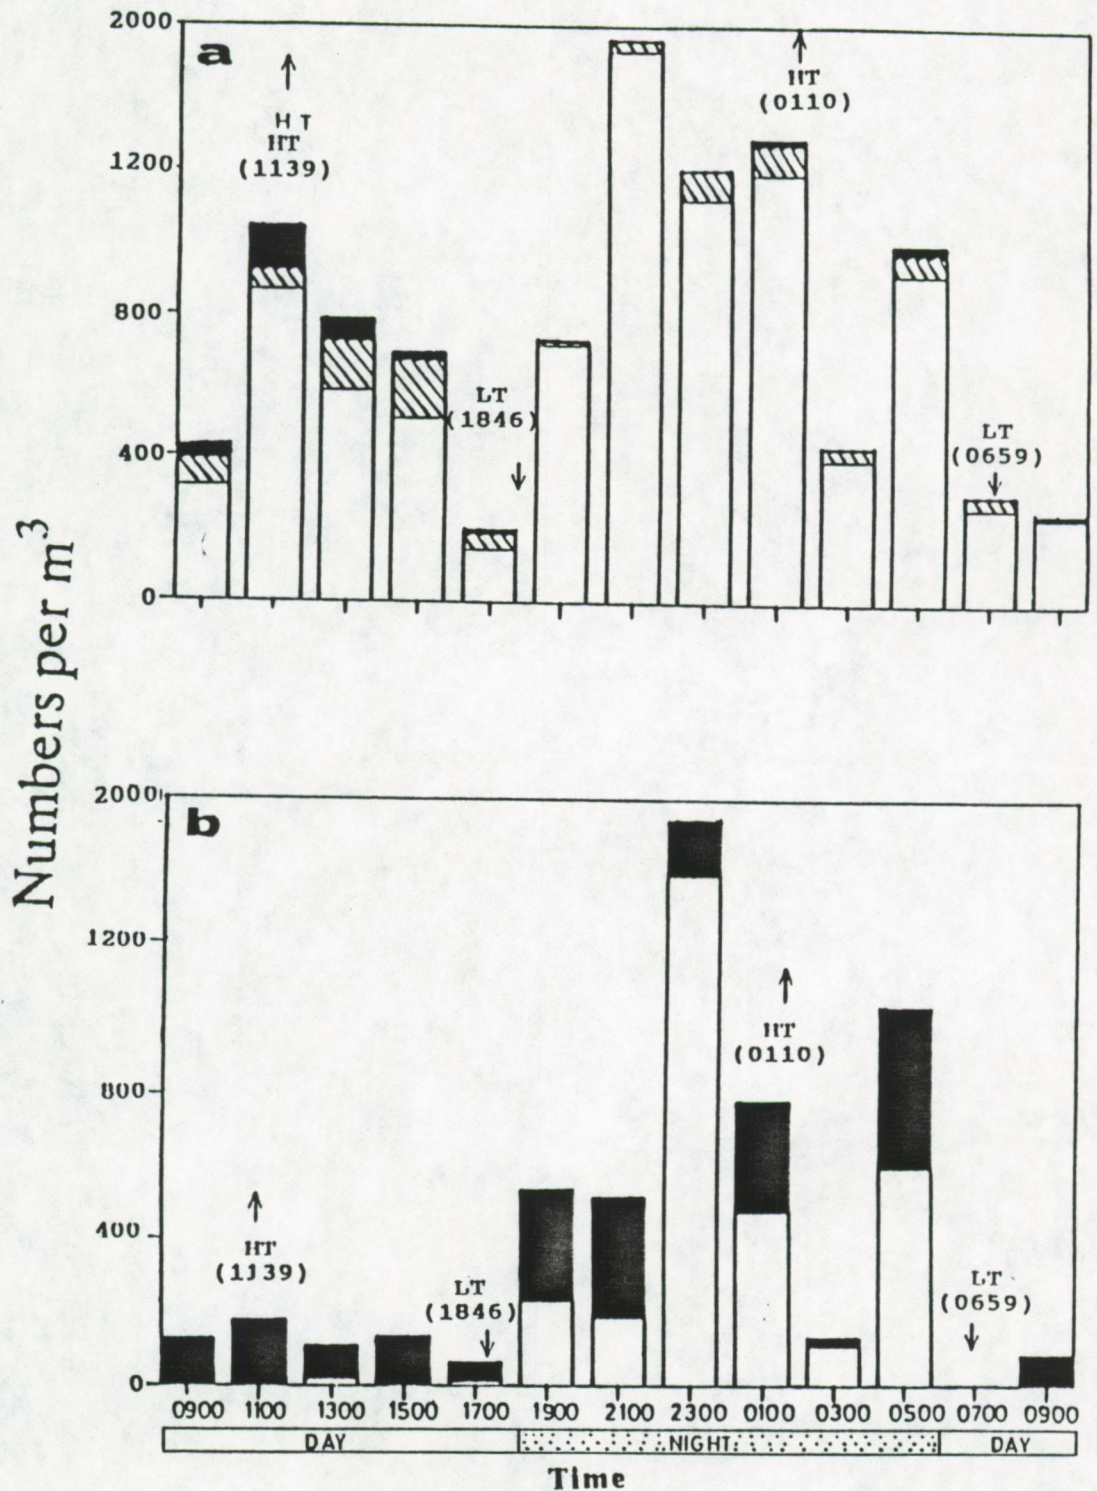 2000
a
HT
HT
(1139)
HT
(0110)
1200
800
LT
(1846)
400
LT
(0659)
0
Numbers per m³
2000
b
1200
HT
(0110)
800
400
HT
(1139)
LT
(1846)
LT
(0659)
0
0900 1100 1300 1500 1700 1900 2100 2300 0100 0300 0500 0700 0900
DAY NIGHT DAY
Time